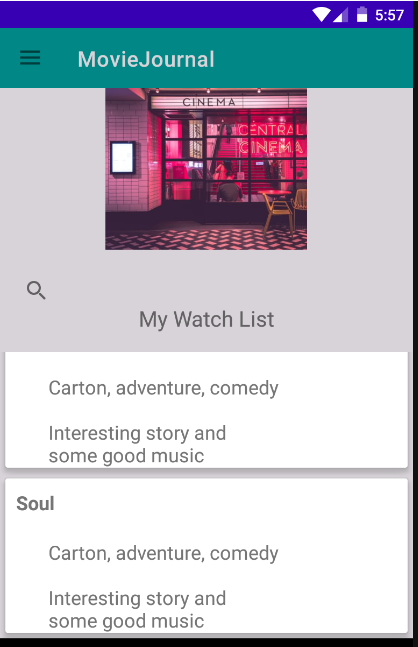 5:57
MovieJournal
CINEMA
CENTRAL
CINEMA
My Watch List
Carton, adventure, comedy
Interesting story and
some good music
Soul
Carton, adventure, comedy
Interesting story and
some good music